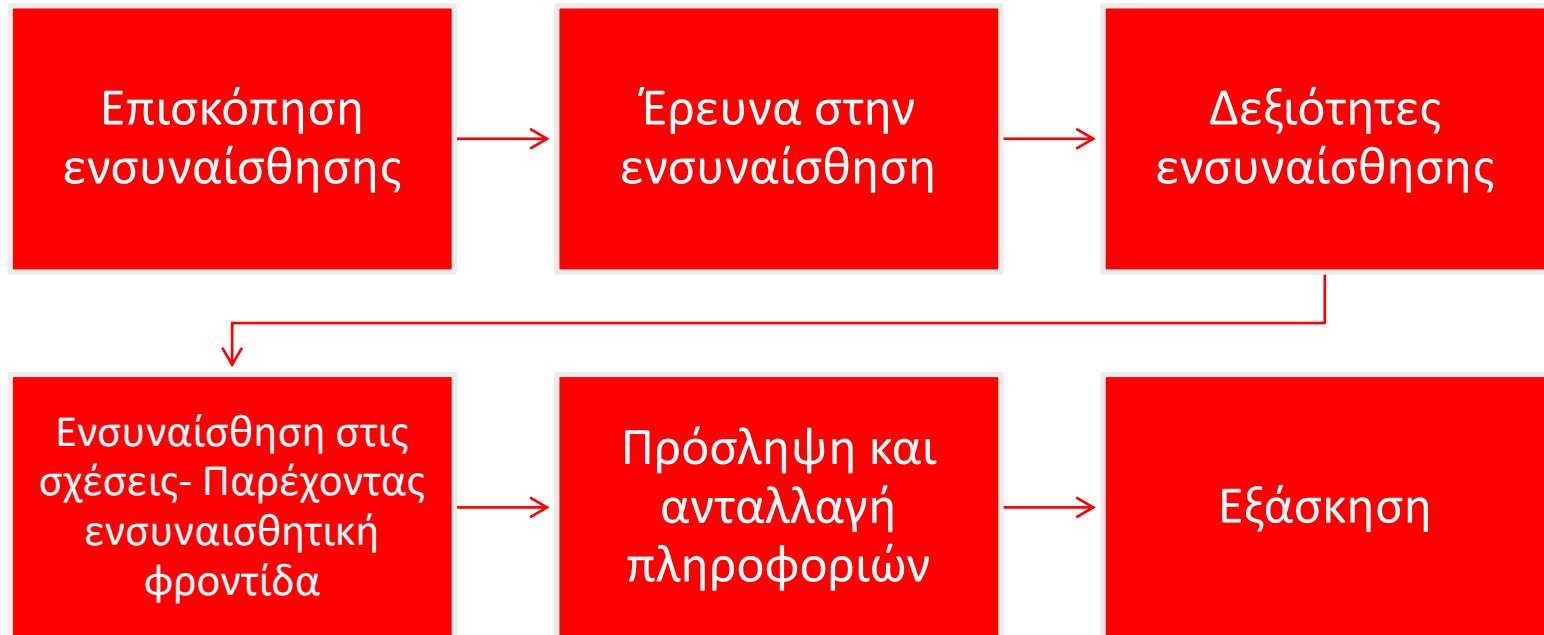 Επισκόπηση
ενσυναίσθησης
Έρευνα στην
ενσυναίσθηση
Δεξιότητες
ενσυναίσθησης
Ενσυναίσθηση στις
σχέσεις- Παρέχοντας
ενσυναισθητική
φροντίδα
Πρόσληψη και
ανταλλαγή
πληροφοριών
Εξάσκηση